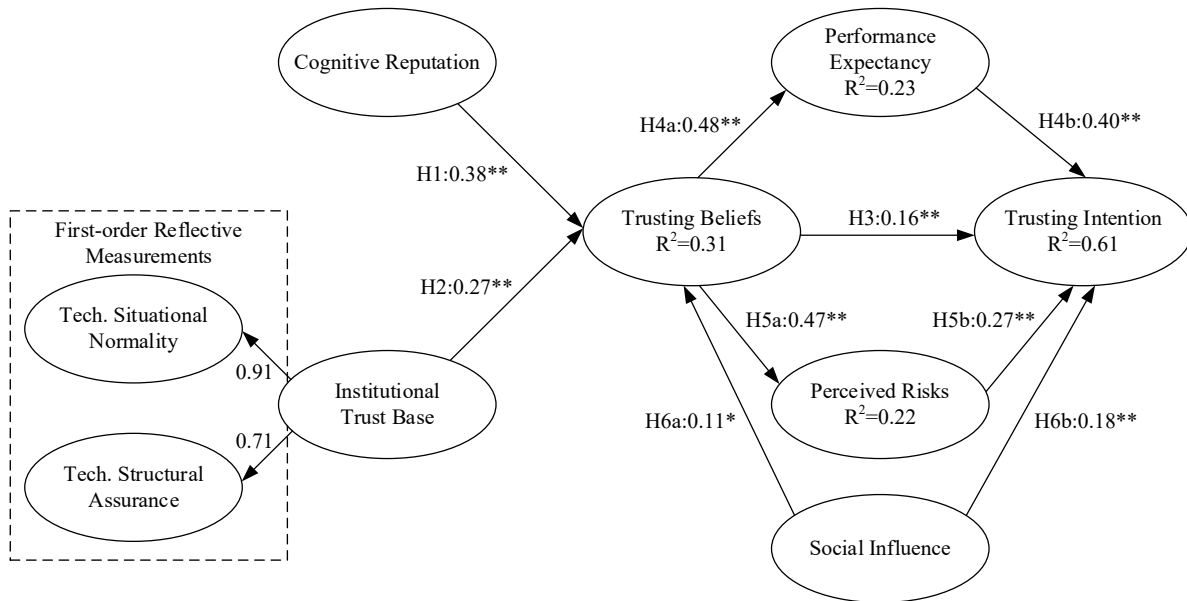 Cognitive Reputation
Performance
Expectancy
R²=0.23
H4a:0.48**
H4b:0.40**
H1:0.38**
Trusting Beliefs
R²=0.31
H3:0.16**
Trusting Intention
R²=0.61
First-order Reflective
Measurements
H2:0.27**
Tech. Situational
Normality
H5a:0.47**
H5b:0.27**
0.91
Institutional
Trust Base
Perceived Risks
R²=0.22
H6a:0.11*
H6b:0.18**
0.71
Tech. Structural
Assurance
Social Influence